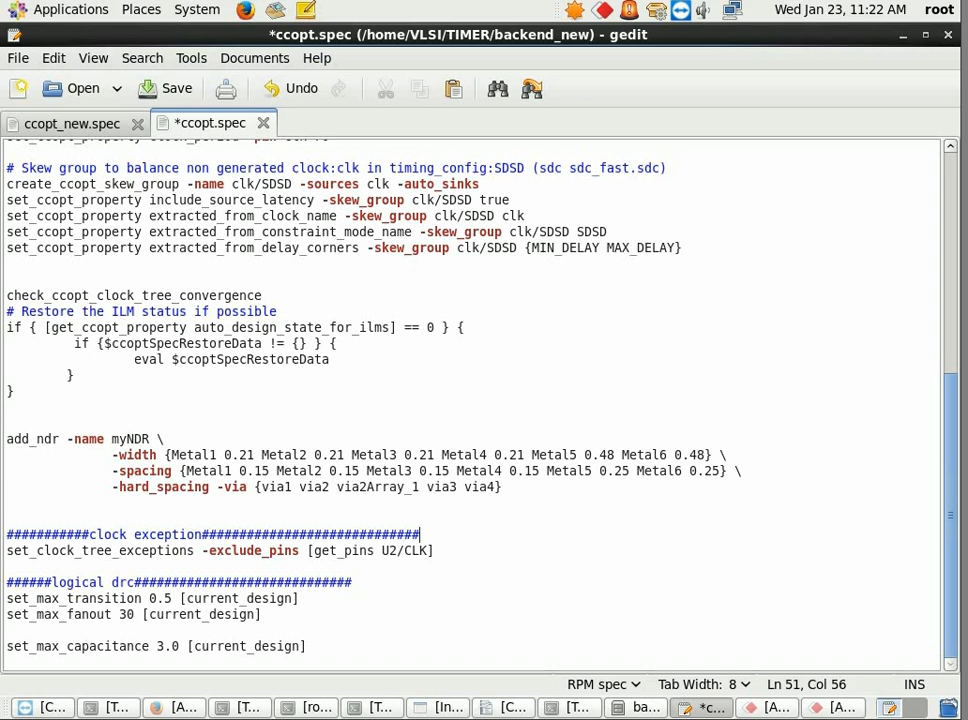 Applications Places System Wed Jan 23, 11:22 AM root
*ccopt.spec (/home/VLSI/TIMER/backend_new) - gedit
File Edit View Search Tools Documents Help
Open Save Undo
ccopt_new.spec *ccopt.spec
# Skew group to balance non generated clock:clk in timing_config:SDSD (sdc sdc_fast.sdc)
create_ccopt_skew_group -name clk/SDSD -sources clk -auto_sinks
set_ccopt_property include_source_latency -skew_group clk/SDSD true
set_ccopt_property extracted_from_clock_name -skew_group clk/SDSD clk
set_ccopt_property extracted_from_constraint_mode_name -skew_group clk/SDSD SDSD
set_ccopt_property extracted_from_delay_corners -skew_group clk/SDSD {MIN_DELAY MAX_DELAY}
check_ccopt_clock_tree_convergence
# Restore the ILM status if possible
if { [get_ccopt_property auto_design_state_for_ilms] == 0 } {
if {$ccoptSpecRestoreData != {} } {
eval $ccoptSpecRestoreData
}
}
add_ndr -name myNDR \
-width {Metal1 0.21 Metal2 0.21 Metal3 0.21 Metal4 0.21 Metal5 0.48 Metal6 0.48} \
-spacing {Metal1 0.15 Metal2 0.15 Metal3 0.15 Metal4 0.15 Metal5 0.25 Metal6 0.25} \
-hard_spacing -via {via1 via2 via2Array_1 via3 via4}
###########clock exception#############################
set_clock_tree_exceptions -exclude_pins [get_pins U2/CLK]
######logical drc#############################
set_max_transition 0.5 [current_design]
set_max_fanout 30 [current_design]
set_max_capacitance 3.0 [current_design]
RPM spec Tab Width: 8 Ln 51, Col 56 INS
[C... [T... [A... [T... [ro... [T... [In... [C... [T... ba... *c... [A... [A...